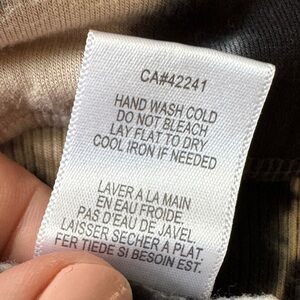 CA#42241
HAND WASH COLD
DO NOT BLEACH
LAY FLAT TO DRY
COOL IRON IF NEEDED
LAVER A LA MAIN
EN EAU FROIDE.
PAS D'EAU DE JAVEL.
LAISSER SECHER A PLAT.
FER TIEDE SI BESOIN EST.